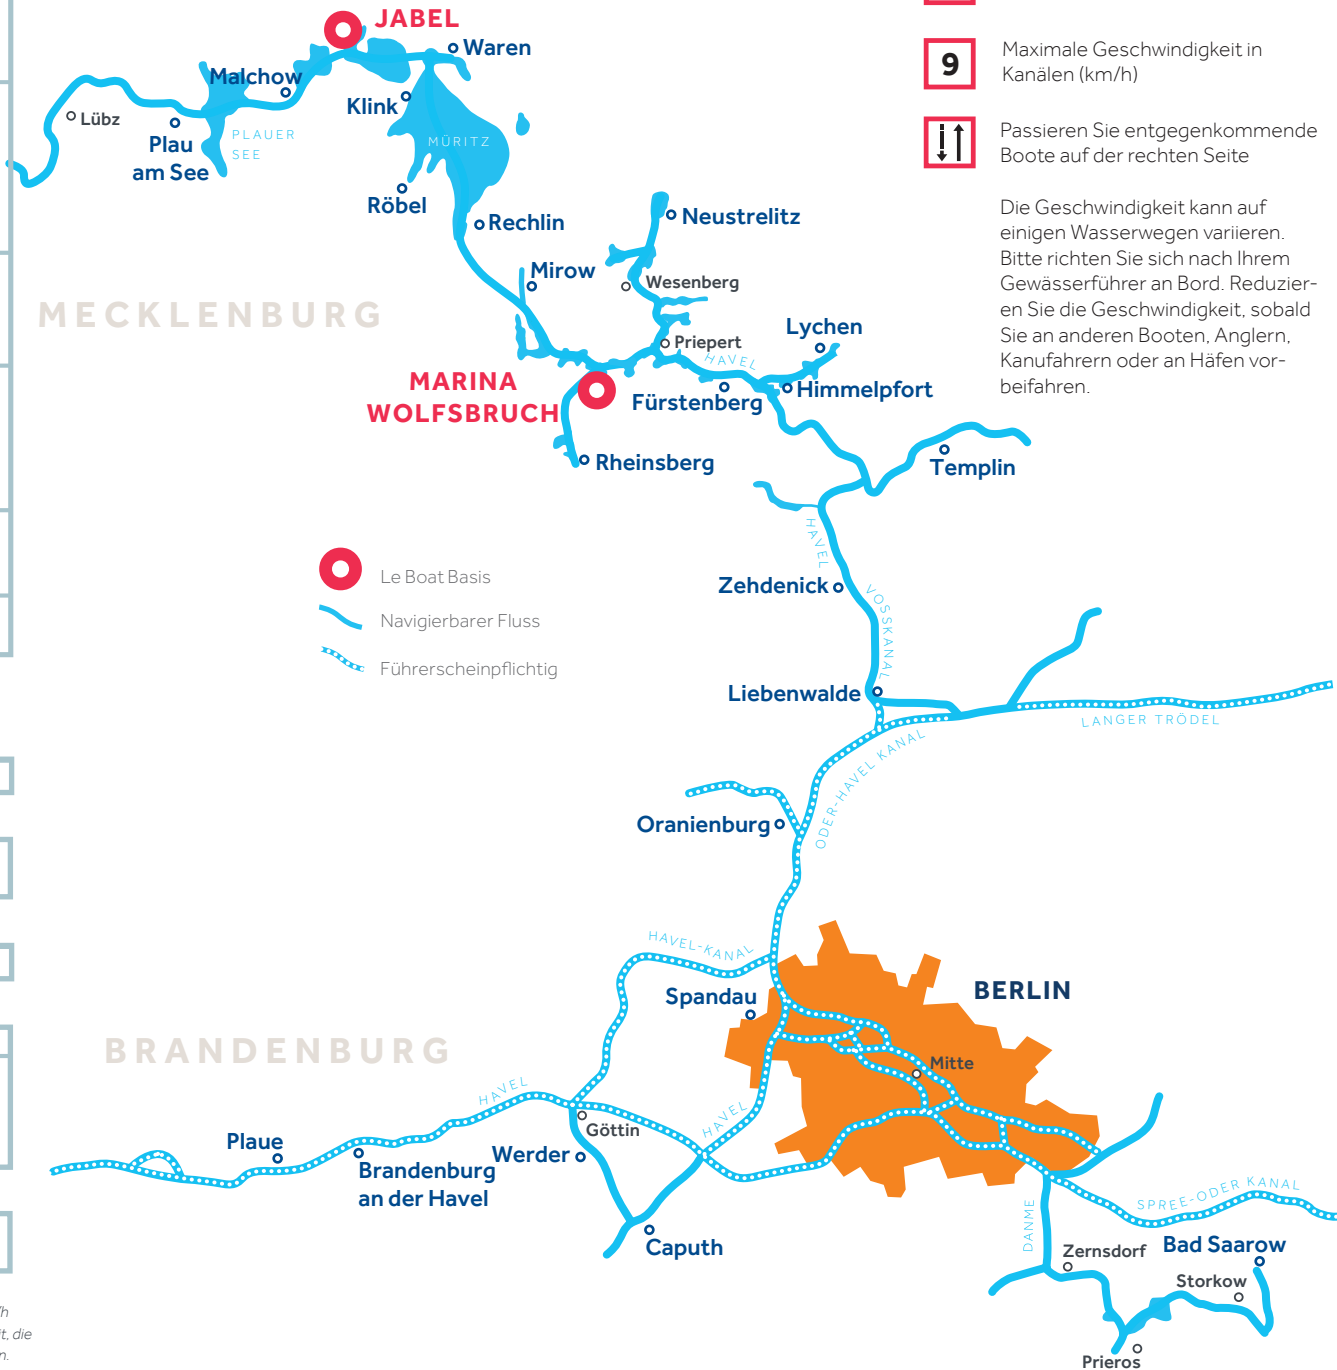 JABEL
Waren
Malchow
Klink
Lübz
Plau
am See
PLAUER
SEE
MÜRITZ
Röbel
Rechlin
Neustrelitz
Mirow
Wesenberg
MECKLENBURG
Priepert
Lychen
HAVEL
MARINA
WOLFSBRUCH
Fürstenberg
Himmelpfort
Rheinsberg
Templin
9
Maximale Geschwindigkeit in
Kanälen (km/h)
Passieren Sie entgegenkommende
Boote auf der rechten Seite
Die Geschwindigkeit kann auf
einigen Wasserwegen variieren.
Bitte richten Sie sich nach Ihrem
Gewässerführer an Bord. Reduzier-
en Sie die Geschwindigkeit, sobald
Sie an anderen Booten, Anglern,
Kanufahrern oder an Häfen vor-
beifahren.
HAVEL
Le Boat Basis
Navigierbarer Fluss
Führerscheinpflichtig
Zehdenick
VOSSKANAL
Liebenwalde
LANGER TRÖDEL
ODER-HAVEL KANAL
Oranienburg
HAVEL-KANAL
Spandau
BERLIN
BRANDENBURG
Mitte
HAVEL
HAVEL
Göttin
Plaue
Werder
Brandenburg
an der Havel
Caputh
SPREE-ODER KANAL
DANME
Zernsdorf
Bad Saarow
Storkow
Prieros
/h
it, die
n.